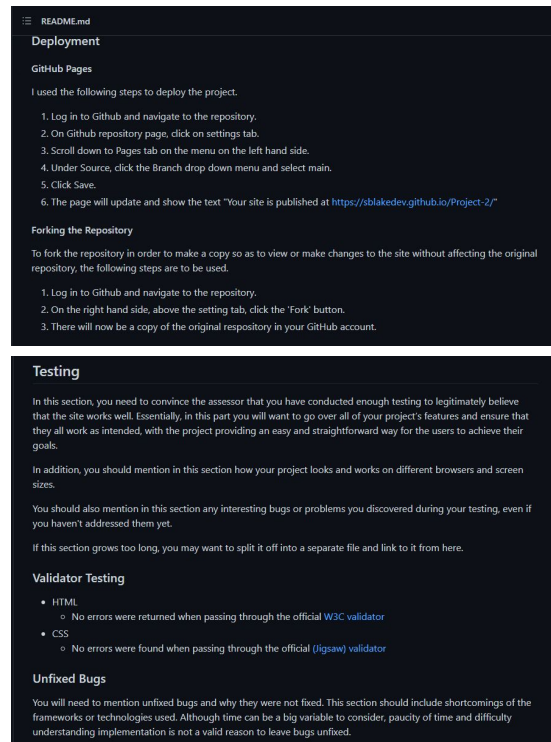 README.md
Deployment
GitHub Pages
I used the following steps to deploy the project.
1. Log in to Github and navigate to the repository.
2. On Github repository page, click on settings tab.
3. Scroll down to Pages tab on the menu on the left hand side.
4. Under Source, click the Branch drop down menu and select main.
5. Click Save.
6. The page will update and show the text "Your site is published at https://sblakedev.github.io/Project-2/"
Forking the Repository
To fork the repository in order to make a copy so as to view or make changes to the site without affecting the original
repository, the following steps are to be used.
1. Log in to Github and navigate to the repository.
2. On the right hand side, above the setting tab, click the 'Fork' button.
3. There will now be a copy of the original respository in your GitHub account.
Testing
In this section, you need to convince the assessor that you have conducted enough testing to legitimately believe
that the site works well. Essentially, in this part you will want to go over all of your project's features and ensure that
they all work as intended, with the project providing an easy and straightforward way for the users to achieve their
goals.
In addition, you should mention in this section how your project looks and works on different browsers and screen
sizes.
You should also mention in this section any interesting bugs or problems you discovered during your testing, even if
you haven't addressed them yet.
If this section grows too long, you may want to split it off into a separate file and link to it from here.
Validator Testing
• HTML
○ No errors were returned when passing through the official W3C validator
• CSS
○ No errors were found when passing through the official (Jigsaw) validator
Unfixed Bugs
You will need to mention unfixed bugs and why they were not fixed. This section should include shortcomings of the
frameworks or technologies used. Although time can be a big variable to consider, paucity of time and difficulty
understanding implementation is not a valid reason to leave bugs unfixed.